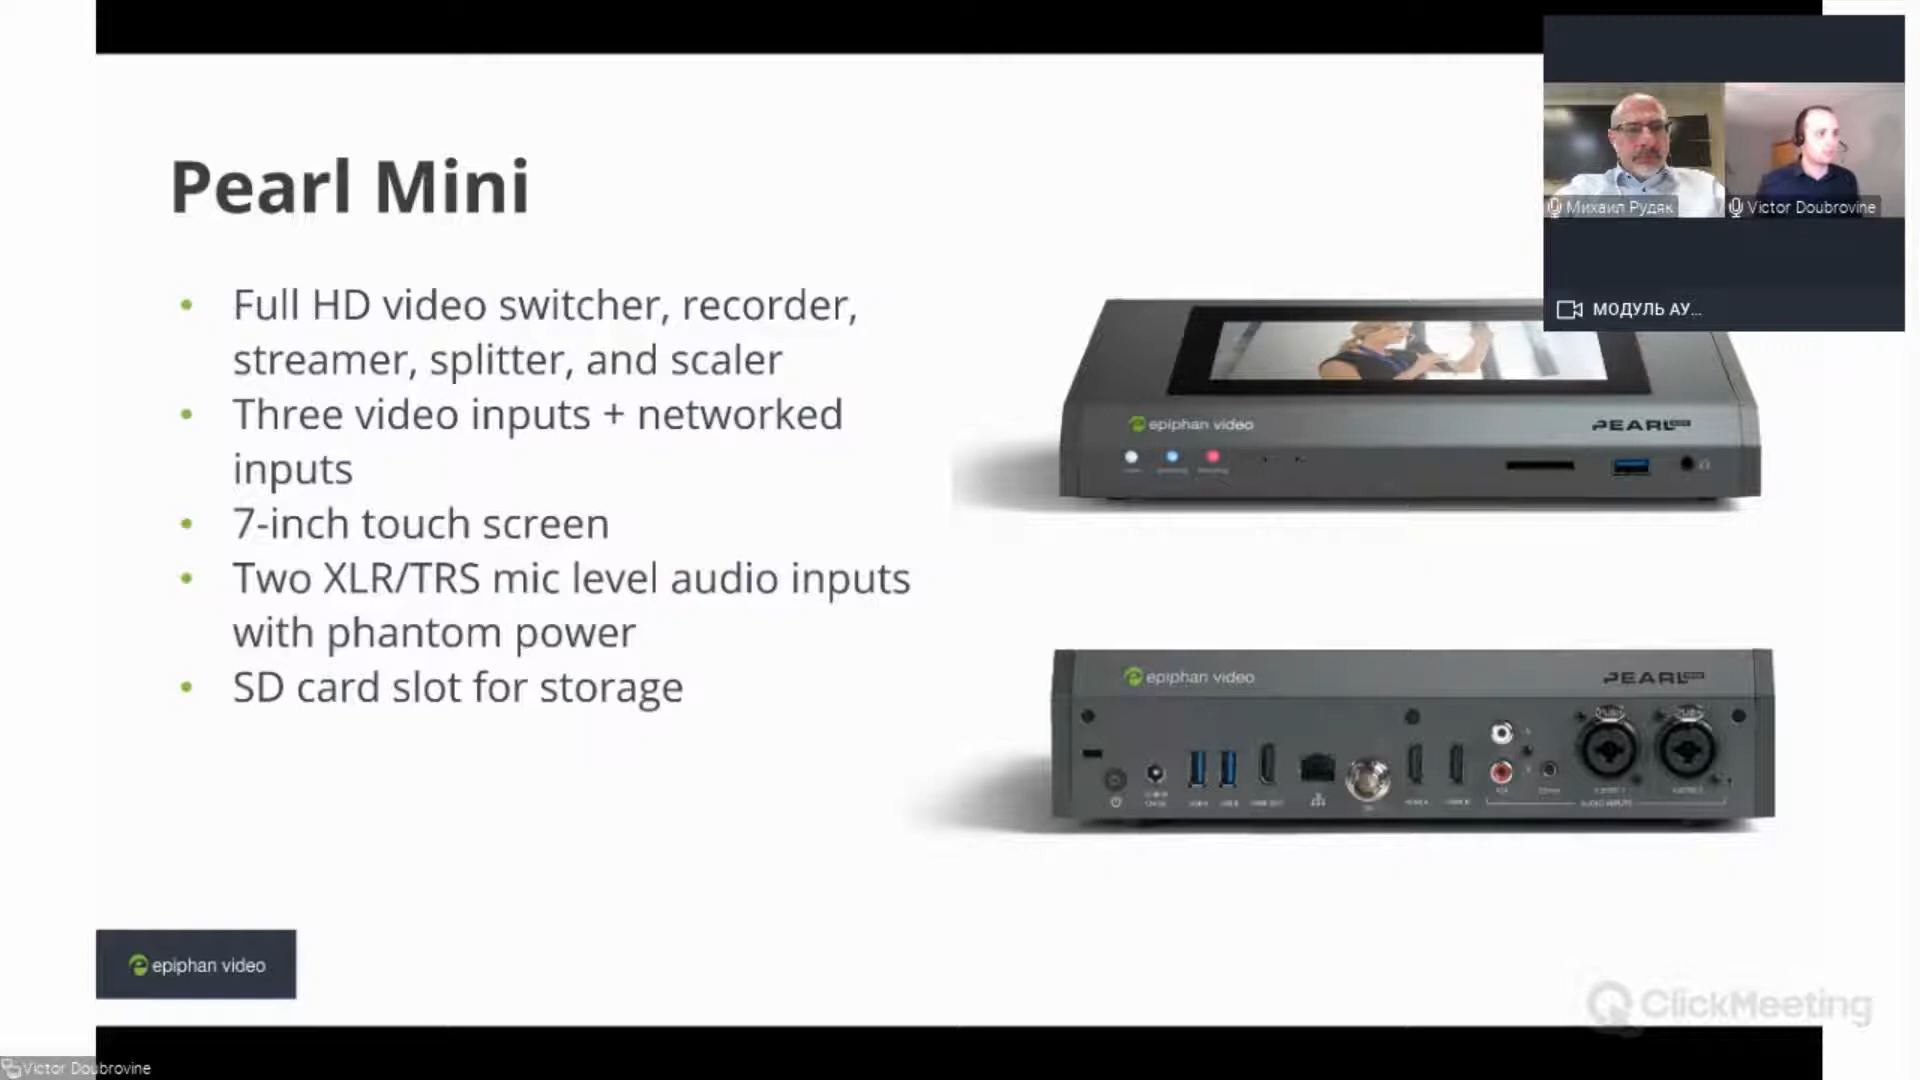 Pearl Mini
Full HD video switcher, recorder,
streamer, splitter, and scaler
Three video inputs + networked
inputs
7-inch touch screen
Two XLR/TRS mic level audio inputs
with phantom power
SD card slot for storage
epiphan video
Михаил Рудяк
Victor Doubrovine
МОДУЛЬ АУ...
epiphan video
PEARL
epiphan video
PEARL
AUDIO INPUTS
ClickMeeting
Victor Doubrovine